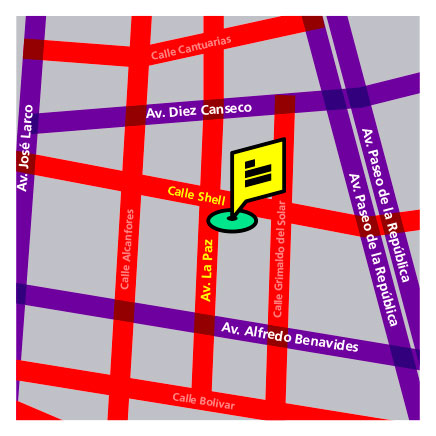 Calle Cantuarias
Av. Diez Canseco
Av. José Larco
Calle Shell
Av. Paseo de la República
Av. Paseo de la República
Calle Alcanfores
Av. La Paz
Calle Grimaldo del Solar
Av. Alfredo Benavides
Calle Bolívar